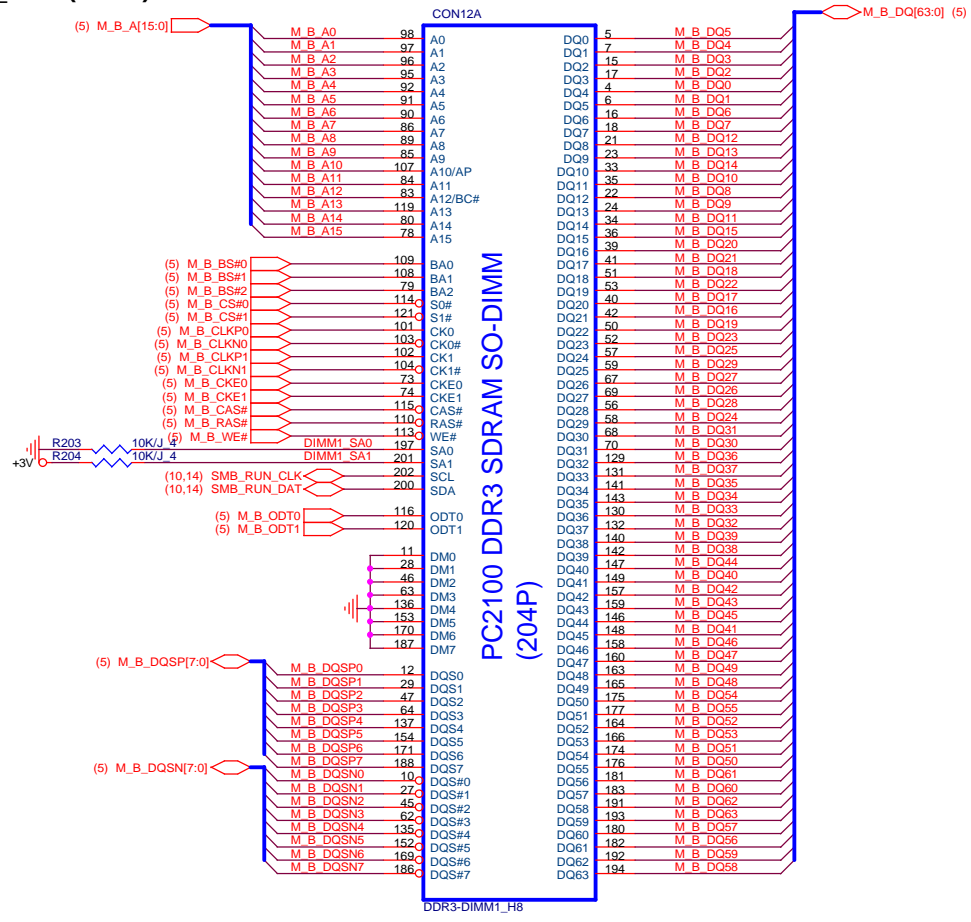 CON12A
(5) M_B_A[15:0]
M_B_A0 98 A0
M_B_A1 97 A1
M_B_A2 96 A2
M_B_A3 95 A3
M_B_A4 92 A4
M_B_A5 91 A5
M_B_A6 90 A6
M_B_A7 86 A7
M_B_A8 89 A8
M_B_A9 85 A9
M_B_A10 107 A10/AP
M_B_A11 84 A11
M_B_A12 83 A12/BC#
M_B_A13 119 A13
M_B_A14 80 A14
M_B_A15 78 A15
(5) M_B_BS#0 109 BA0
(5) M_B_BS#1 108 BA1
(5) M_B_BS#2 79 BA2
(5) M_B_CS#0 114 S0#
(5) M_B_CS#1 121 S1#
(5) M_B_CLKP0 101 CK0
(5) M_B_CLKN0 103 CK0#
(5) M_B_CLKP1 102 CK1
(5) M_B_CLKN1 104 CK1#
(5) M_B_CKE0 73 CKE0
(5) M_B_CKE1 74 CKE1
(5) M_B_CAS# 115 CAS#
(5) M_B_RAS# 110 RAS#
(5) M_B_WE# 113 WE#
R203 10K/J_4 DIMM1_SA0 197 SA0
+3V R204 10K/J_4 DIMM1_SA1 201 SA1
(10,14) SMB_RUN_CLK 202 SCL
(10,14) SMB_RUN_DAT 200 SDA
(5) M_B_ODT0 116 ODT0
(5) M_B_ODT1 120 ODT1
11 DM0
28 DM1
46 DM2
63 DM3
136 DM4
153 DM5
170 DM6
187 DM7
(5) M_B_DQSP[7:0]
M_B_DQSP0 12 DQS0
M_B_DQSP1 29 DQS1
M_B_DQSP2 47 DQS2
M_B_DQSP3 64 DQS3
M_B_DQSP4 137 DQS4
M_B_DQSP5 154 DQS5
M_B_DQSP6 171 DQS6
M_B_DQSP7 188 DQS7
(5) M_B_DQSN[7:0]
M_B_DQSN0 10 DQS#0
M_B_DQSN1 27 DQS#1
M_B_DQSN2 45 DQS#2
M_B_DQSN3 62 DQS#3
M_B_DQSN4 135 DQS#4
M_B_DQSN5 152 DQS#5
M_B_DQSN6 169 DQS#6
M_B_DQSN7 186 DQS#7
PC2100 DDR3 SDRAM SO-DIMM
(204P)
M_B_DQ[63:0] (5)
DQ0 5 M_B_DQ5
DQ1 7 M_B_DQ4
DQ2 15 M_B_DQ3
DQ3 17 M_B_DQ2
DQ4 4 M_B_DQ0
DQ5 6 M_B_DQ1
DQ6 16 M_B_DQ6
DQ7 18 M_B_DQ7
DQ8 21 M_B_DQ12
DQ9 23 M_B_DQ13
DQ10 33 M_B_DQ14
DQ11 35 M_B_DQ10
DQ12 22 M_B_DQ8
DQ13 24 M_B_DQ9
DQ14 34 M_B_DQ11
DQ15 36 M_B_DQ15
DQ16 39 M_B_DQ20
DQ17 41 M_B_DQ21
DQ18 51 M_B_DQ18
DQ19 53 M_B_DQ22
DQ20 40 M_B_DQ17
DQ21 42 M_B_DQ16
DQ22 50 M_B_DQ19
DQ23 52 M_B_DQ23
DQ24 57 M_B_DQ25
DQ25 59 M_B_DQ29
DQ26 67 M_B_DQ27
DQ27 69 M_B_DQ26
DQ28 56 M_B_DQ28
DQ29 58 M_B_DQ24
DQ30 68 M_B_DQ31
DQ31 70 M_B_DQ30
DQ32 129 M_B_DQ36
DQ33 131 M_B_DQ37
DQ34 141 M_B_DQ35
DQ35 143 M_B_DQ34
DQ36 130 M_B_DQ33
DQ37 132 M_B_DQ32
DQ38 140 M_B_DQ39
DQ39 142 M_B_DQ38
DQ40 147 M_B_DQ44
DQ41 149 M_B_DQ40
DQ42 157 M_B_DQ42
DQ43 159 M_B_DQ43
DQ44 146 M_B_DQ45
DQ45 148 M_B_DQ41
DQ46 158 M_B_DQ46
DQ47 160 M_B_DQ47
DQ48 163 M_B_DQ49
DQ49 165 M_B_DQ48
DQ50 175 M_B_DQ54
DQ51 177 M_B_DQ55
DQ52 164 M_B_DQ52
DQ53 166 M_B_DQ53
DQ54 174 M_B_DQ51
DQ55 176 M_B_DQ50
DQ56 181 M_B_DQ61
DQ57 183 M_B_DQ60
DQ58 191 M_B_DQ62
DQ59 193 M_B_DQ63
DQ60 180 M_B_DQ57
DQ61 182 M_B_DQ56
DQ62 192 M_B_DQ59
DQ63 194 M_B_DQ58
DDR3-DIMM1_H8